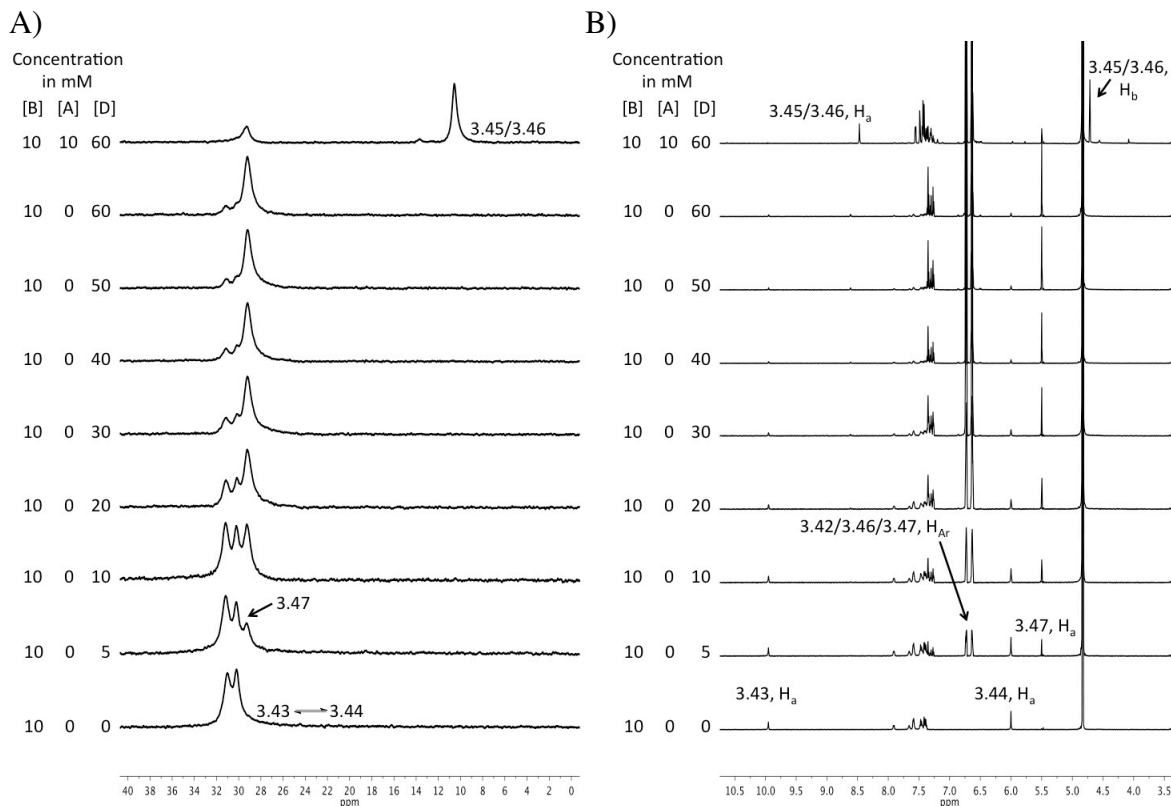 A)
Concentration
in mM
[B] [A] [D]
10 10 60
3.45/3.46
10 0 60
10 0 50
10 0 40
10 0 30
10 0 20
10 0 10
3.47
10 0 5
3.43 3.44
10 0 0
40 38 36 34 32 30 28 26 24 22 20 18 16 14 12 10 8 6 4 2 0
ppm
B)
Concentration
in mM
[B] [A] [D]
3.45/3.46,
H_b
3.45/3.46, H_a
10 10 60
10 0 60
10 0 50
10 0 40
10 0 30
10 0 20
3.42/3.46/3.47, H_Ar
10 0 10
3.47, H_a
10 0 5
3.43, H_a 3.44, H_a
10 0 0
10.5 10.0 9.5 9.0 8.5 8.0 7.5 7.0 6.5 6.0 5.5 5.0 4.5 4.0 3.5
ppm